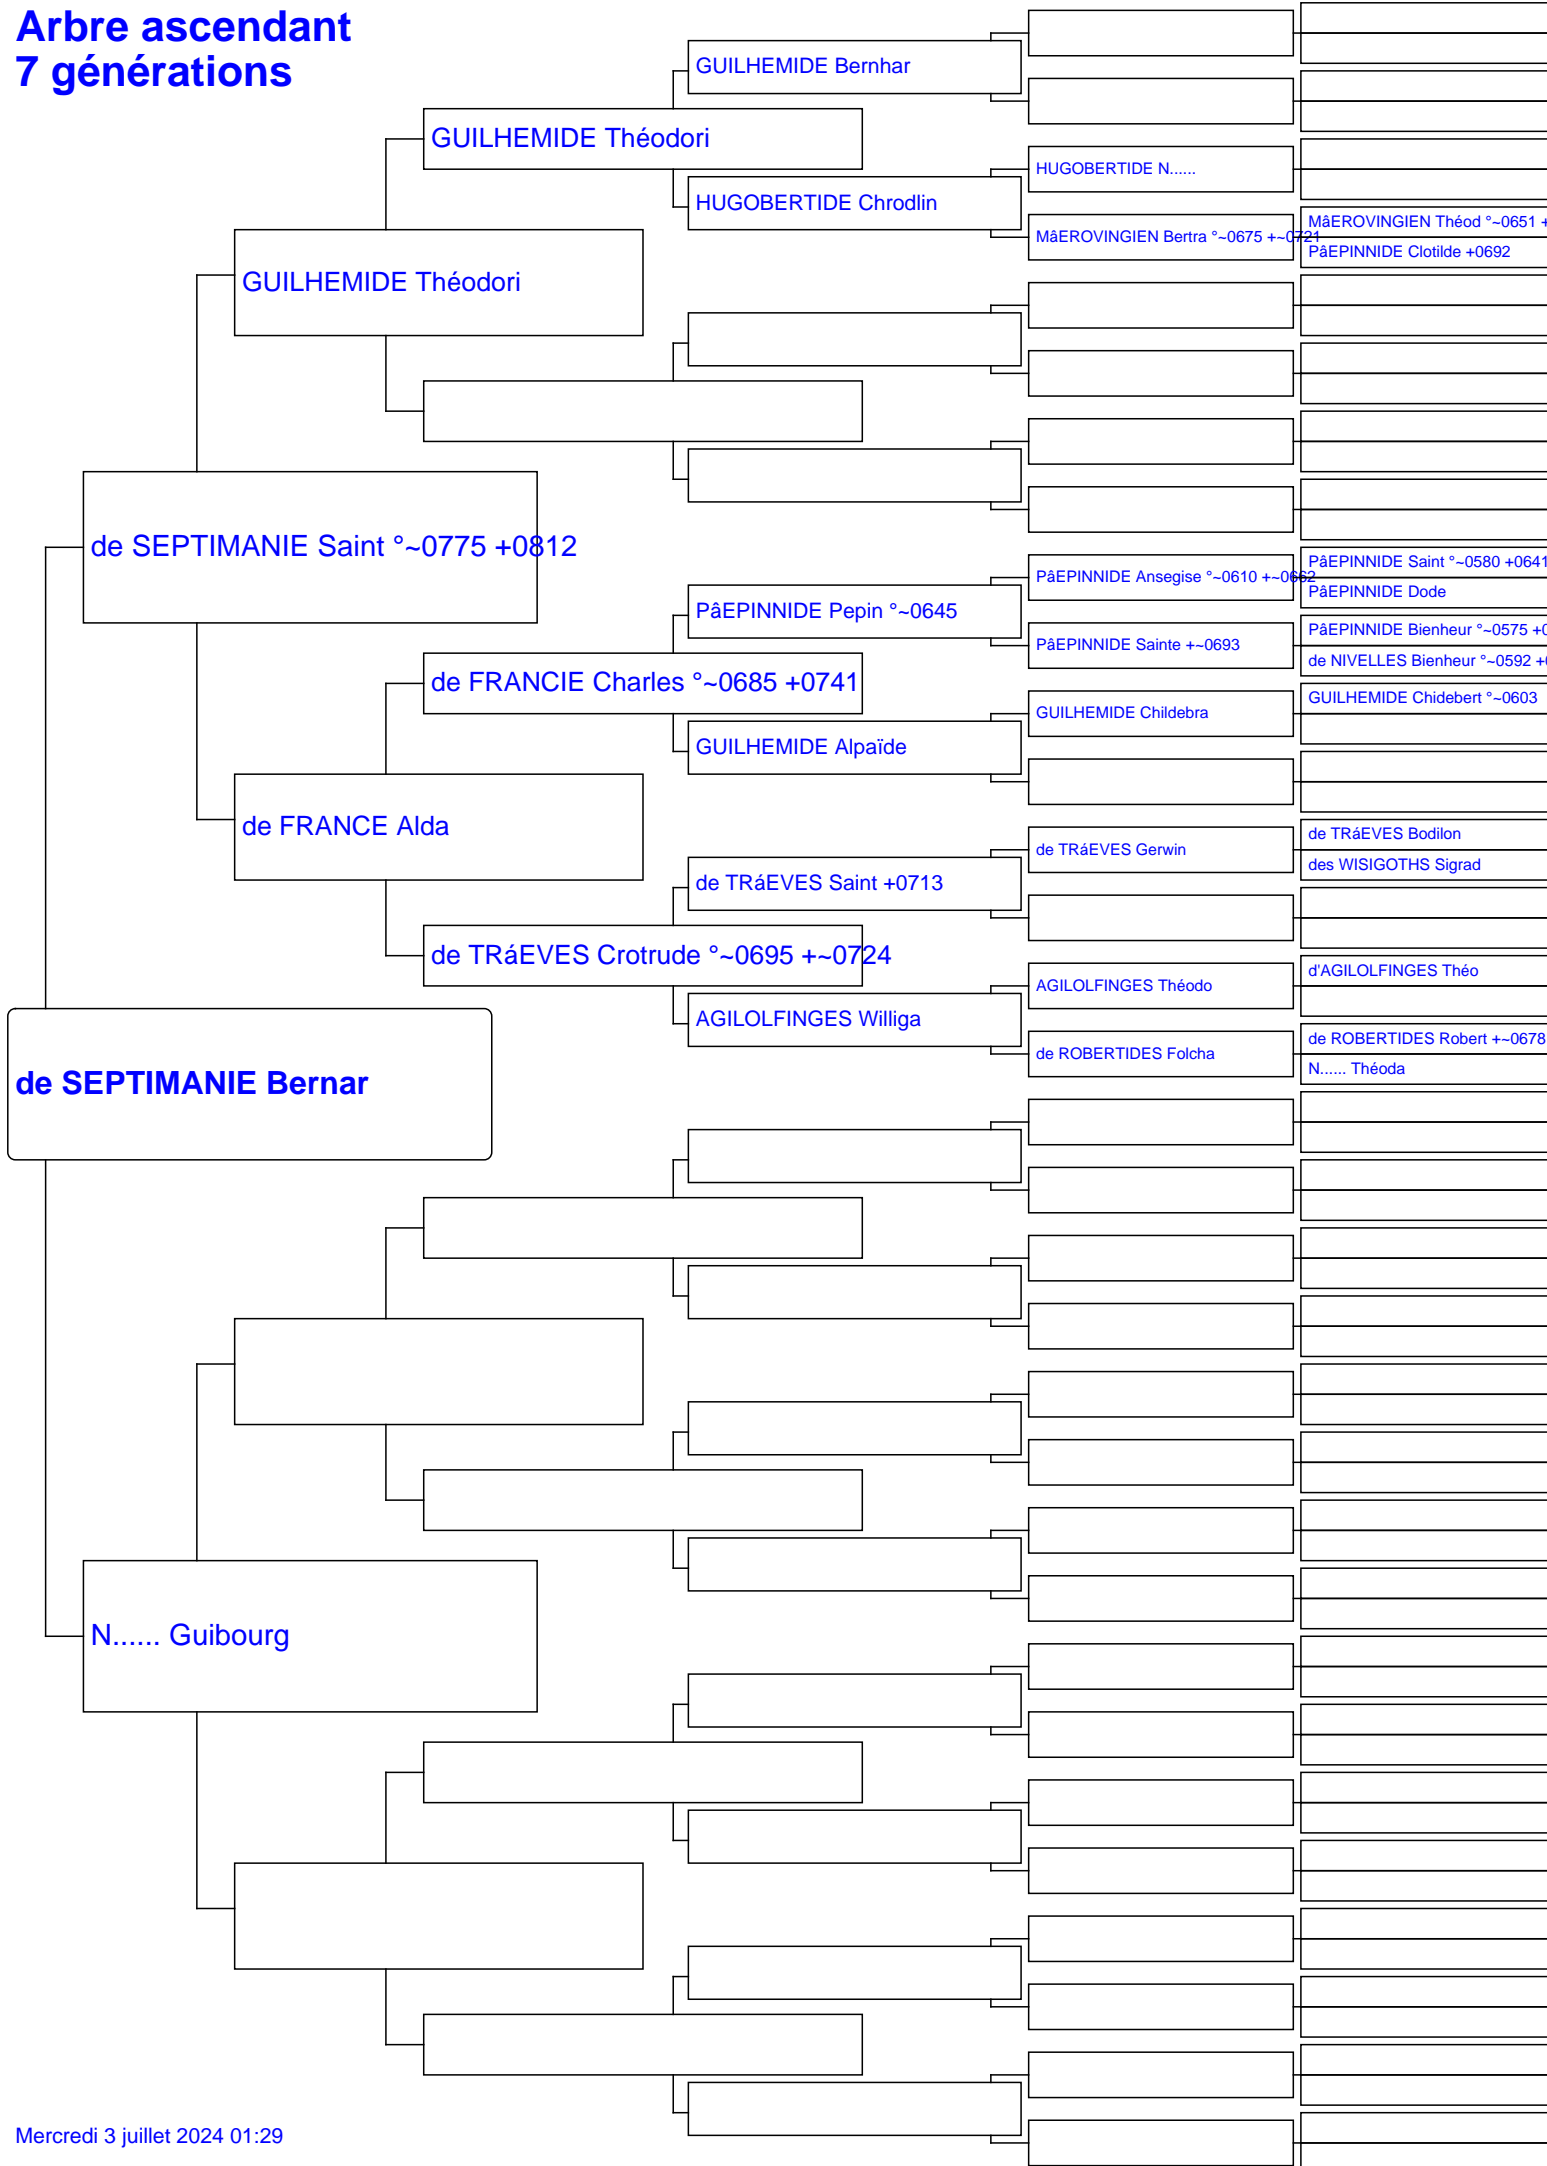 Arbre ascendant
7 générations
GUILHEMIDE Bernhar
GUILHEMIDE Théodori
HUGOBERTIDE N......
HUGOBERTIDE Chrodlin
MâEROVINGIEN Théod °~0651 +
MâEROVINGIEN Bertra °~0675 +~0721
PâEPINNIDE Clotilde +0692
GUILHEMIDE Théodori
de SEPTIMANIE Saint °~0775 +0812
PâEPINNIDE Saint °~0580 +0641
PâEPINNIDE Ansegise °~0610 +~0662
PâEPINNIDE Dode
PâEPINNIDE Pepin °~0645
PâEPINNIDE Bienheur °~0575 +0
PâEPINNIDE Sainte +~0693
de NIVELLES Bienheur °~0592 +
de FRANCIE Charles °~0685 +0741
GUILHEMIDE Chidebert °~0603
GUILHEMIDE Childebra
GUILHEMIDE Alpaïde
de FRANCE Alda
de TRáEVES Bodilon
de TRáEVES Gerwin
des WISIGOTHS Sigrad
de TRáEVES Saint +0713
de TRáEVES Crotrude °~0695 +~0724
d'AGILOLFINGES Théo
AGILOLFINGES Théodo
AGILOLFINGES Williga
de ROBERTIDES Robert +~0678
de ROBERTIDES Folcha
N...... Théoda
de SEPTIMANIE Bernar
N...... Guibourg
Mercredi 3 juillet 2024 01:29